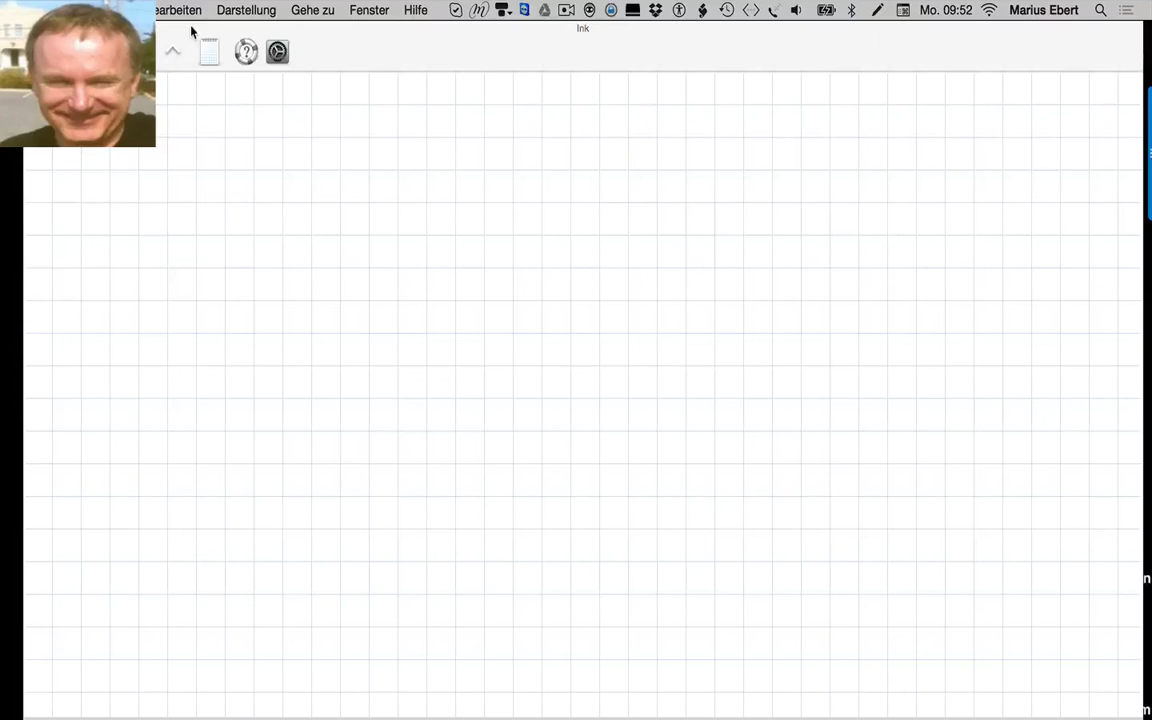 earbeiten Darstellung Gehe zu Fenster Hilfe Mo. 09:52 Marius Ebert
Ink
n
m